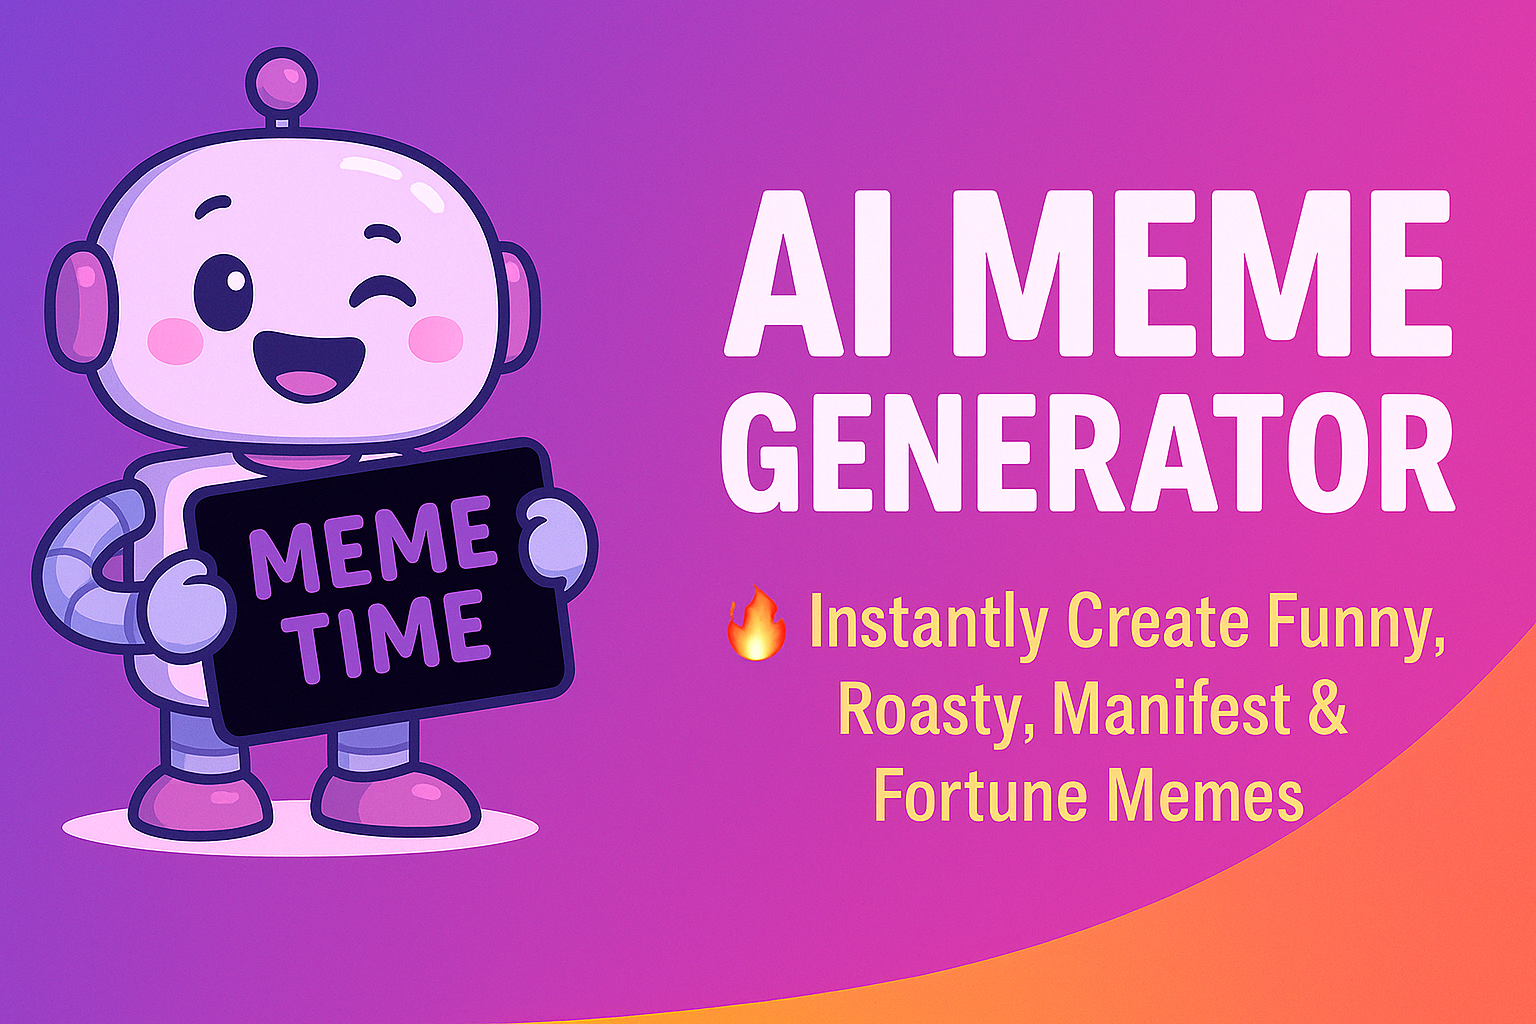 MEME
TIME
AI MEME
GENERATOR
🔥 Instantly Create Funny,
Roasty, Manifest &
Fortune Memes